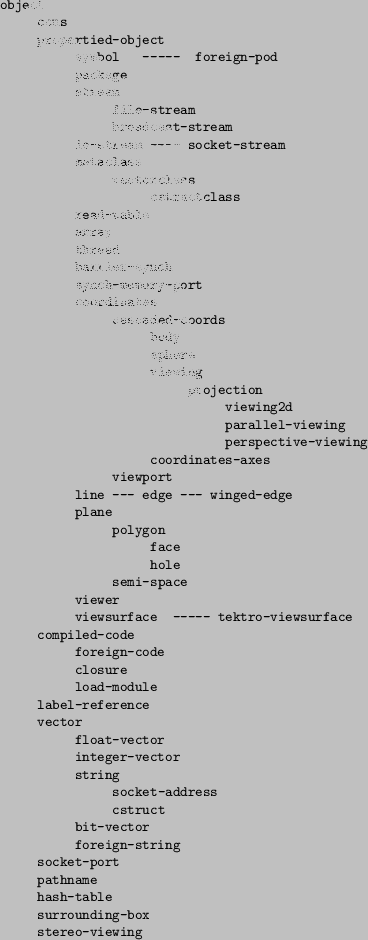 object
cons
propertied-object
symbol ----- foreign-pod
package
stream
file-stream
broadcast-stream
io-stream ---- socket-stream
metaclass
vectorclass
cstructclass
read-table
array
thread
barrier-synch
synch-memory-port
coordinates
cascaded-coords
body
sphere
viewing
projection
viewing2d
parallel-viewing
perspective-viewing
coordinates-axes
viewport
line --- edge --- winged-edge
plane
polygon
face
hole
semi-space
viewer
viewsurface ----- tektro-viewsurface
compiled-code
foreign-code
closure
load-module
label-reference
vector
float-vector
integer-vector
string
socket-address
cstruct
bit-vector
foreign-string
socket-port
pathname
hash-table
surrounding-box
stereo-viewing